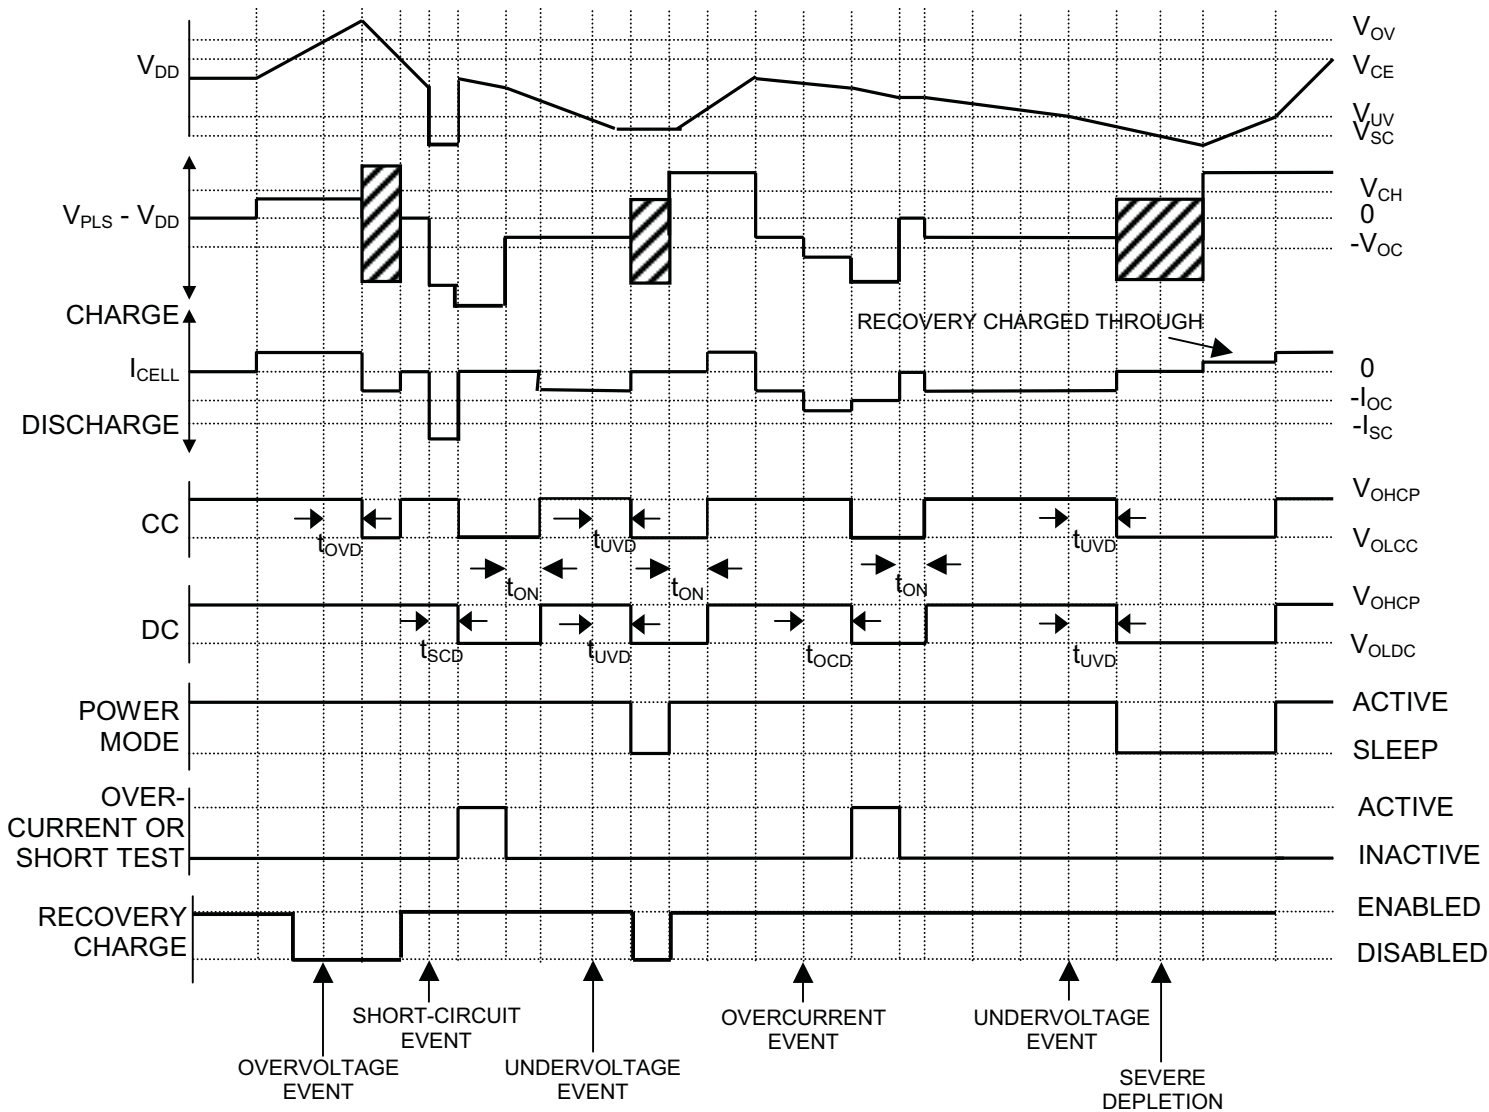 V_OV
V_DD
V_CE
V_UV
V_SC
V_CH
V_PLS - V_DD
0
-V_OC
CHARGE
RECOVERY CHARGED THROUGH
I_CELL
0
-I_OC
DISCHARGE
-I_SC
V_OHCP
CC
t_OVD
t_UVD
t_UVD
V_OLCC
t_ON
t_ON
t_ON
V_OHCP
DC
t_SCD
t_UVD
t_OCD
t_UVD
V_OLDC
POWER
MODE
ACTIVE
SLEEP
OVER-
CURRENT OR
SHORT TEST
ACTIVE
INACTIVE
RECOVERY
CHARGE
ENABLED
DISABLED
SHORT-CIRCUIT
EVENT
OVERCURRENT
EVENT
UNDERVOLTAGE
EVENT
OVERVOLTAGE
EVENT
UNDERVOLTAGE
EVENT
SEVERE
DEPLETION